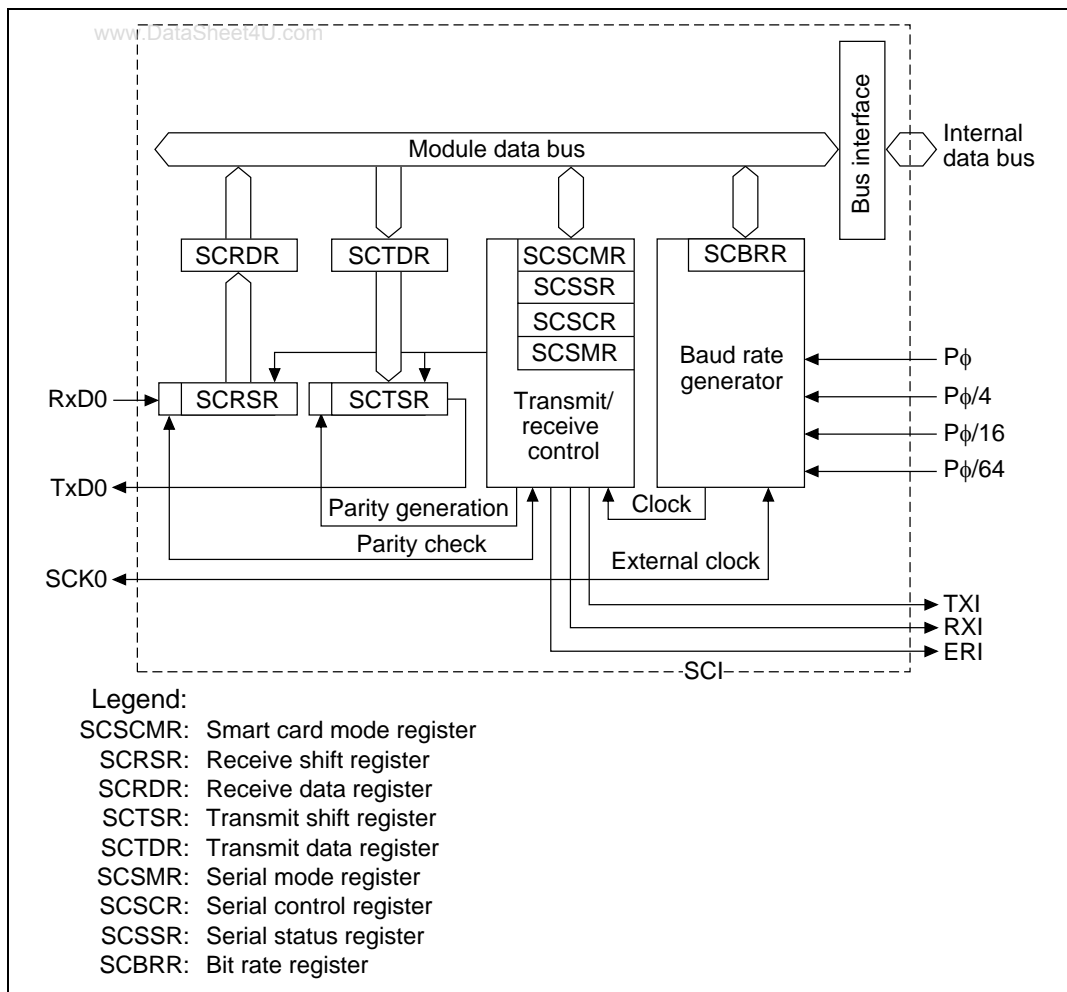 www.DataSheet4U.com
Bus interface
Internal
data bus
Module data bus
SCRDR
SCTDR
SCSCMR
SCSSR
SCSCR
SCSMR
SCBRR
Baud rate
generator
Pϕ
Pϕ/4
Pϕ/16
Pϕ/64
RxD0
SCRSR
SCTSR
Transmit/
receive
control
TxD0
Parity generation
Clock
Parity check
SCK0
External clock
TXI
RXI
ERI
SCI
Legend:
SCSCMR: Smart card mode register
SCRSR: Receive shift register
SCRDR: Receive data register
SCTSR: Transmit shift register
SCTDR: Transmit data register
SCSMR: Serial mode register
SCSCR: Serial control register
SCSSR: Serial status register
SCBRR: Bit rate register